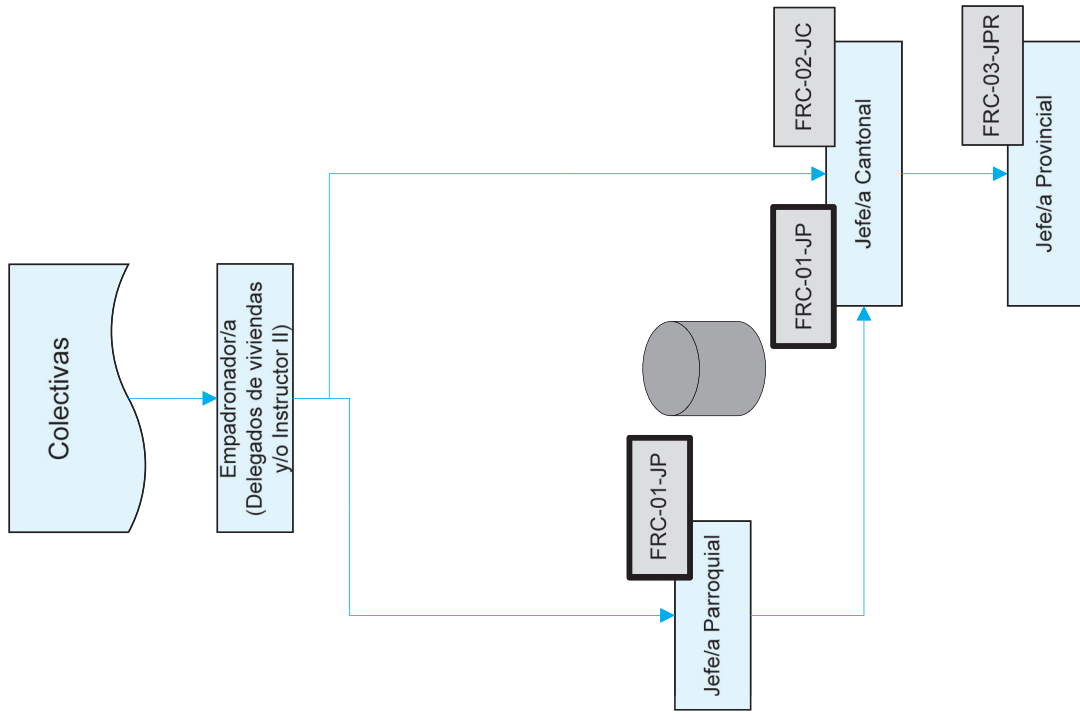 Colectivas
Empadronador/a
(Delegados de viviendas
y/o Instructor II)
FRC-01-JP
Jefe/a Parroquial
FRC-01-JP
FRC-02-JC
Jefe/a Cantonal
FRC-03-JPR
Jefe/a Provincial